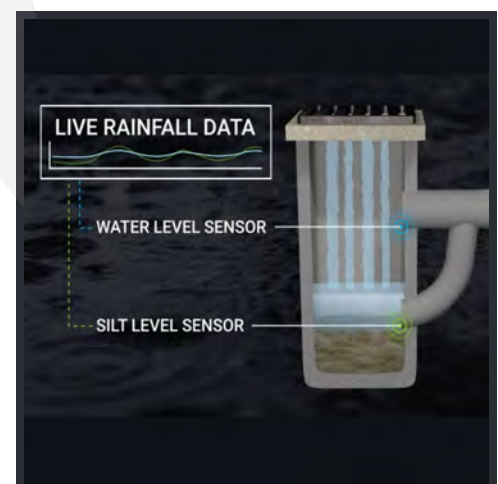 LIVE RAINFALL DATA
WATER LEVEL SENSOR
SILT LEVEL SENSOR